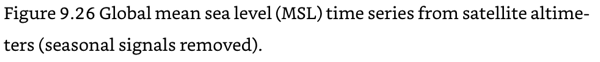 Figure 9.26 Global mean sea level (MSL) time series from satellite altime-
ters (seasonal signals removed).